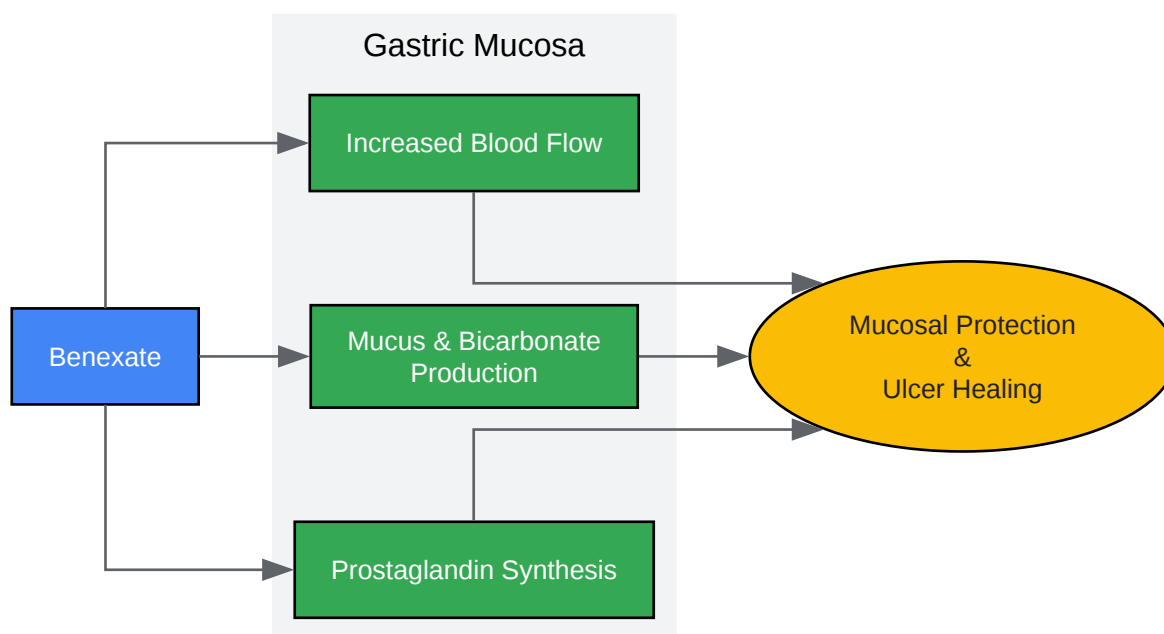 Gastric Mucosa
Increased Blood Flow
Benexate
Mucus & Bicarbonate
Production
Prostaglandin Synthesis
Mucosal Protection
&
Ulcer Healing